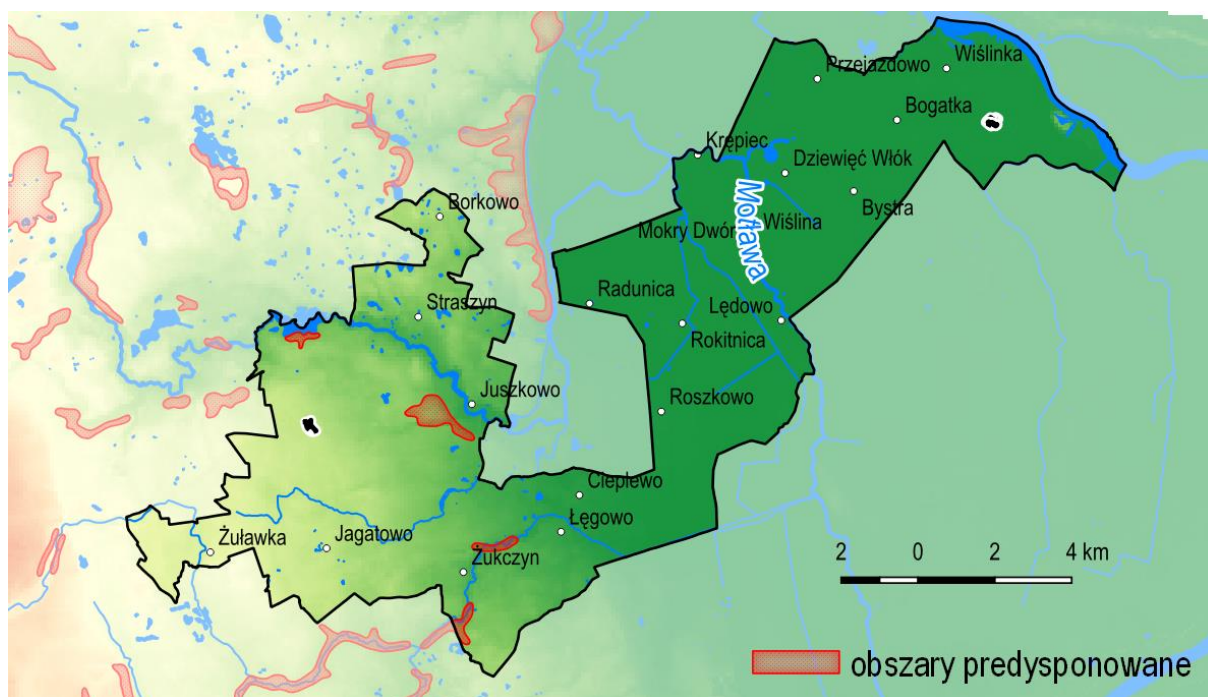 Wiślinka
Przejazdowo
Bogatka
Krępiec
Dziewięć Włók
Bystra
Borkowo
Mokry Dwór
Wiślina
Motława
Radunica
Lędowo
Straszyn
Rokitnica
Juszkowo
Roszkowo
Cieplewo
Łęgowo
Żuławka
Jagatowo
Żukczyn
2 0 2 4 km
obszary predysponowane